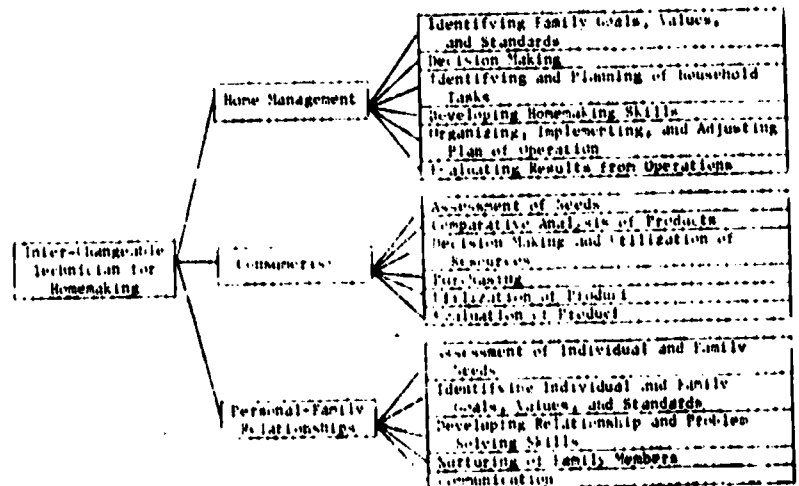 Identifying Family Goals, Values,
and Standards
Decision Making
Identifying and Planning of Household
Tasks
Developing Homemaking Skills
Organizing, Implementing, and Adjusting
Plan of Operation
Evaluating Results from Operations
Home Management
Assessment of Needs
Comparative Analysis of Products
Decision Making and Utilization of
Resources
Purchasing
Utilization of Product
Evaluation of Product
Consumerism
Inter-Changeable
Technician for
Homemaking
Assessment of Individual and Family
Needs
Identifying Individual and Family
Goals, Values, and Standards
Developing Relationship and Problem
Solving Skills
Nurturing of Family Members
Communication
Personal-Family
Relationships